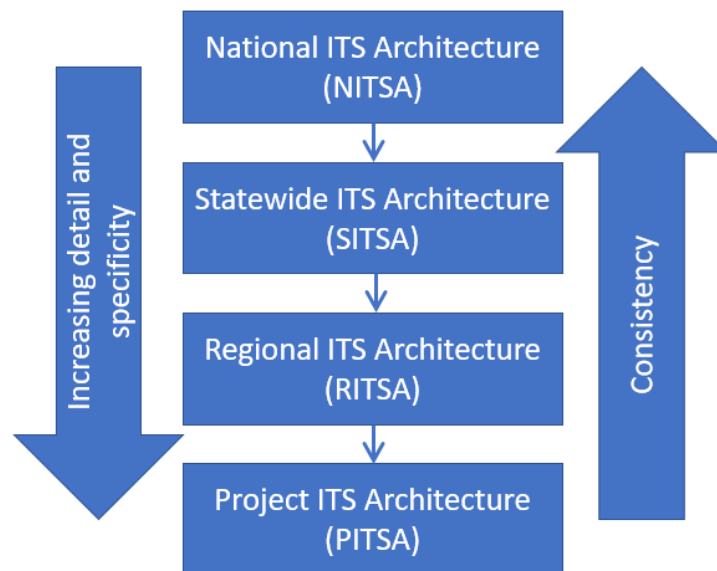 National ITS Architecture
(NITSA)
Statewide ITS Architecture
(SITSA)
Regional ITS Architecture
(RITSA)
Project ITS Architecture
(PITSA)
Increasing detail and
specificity
Consistency